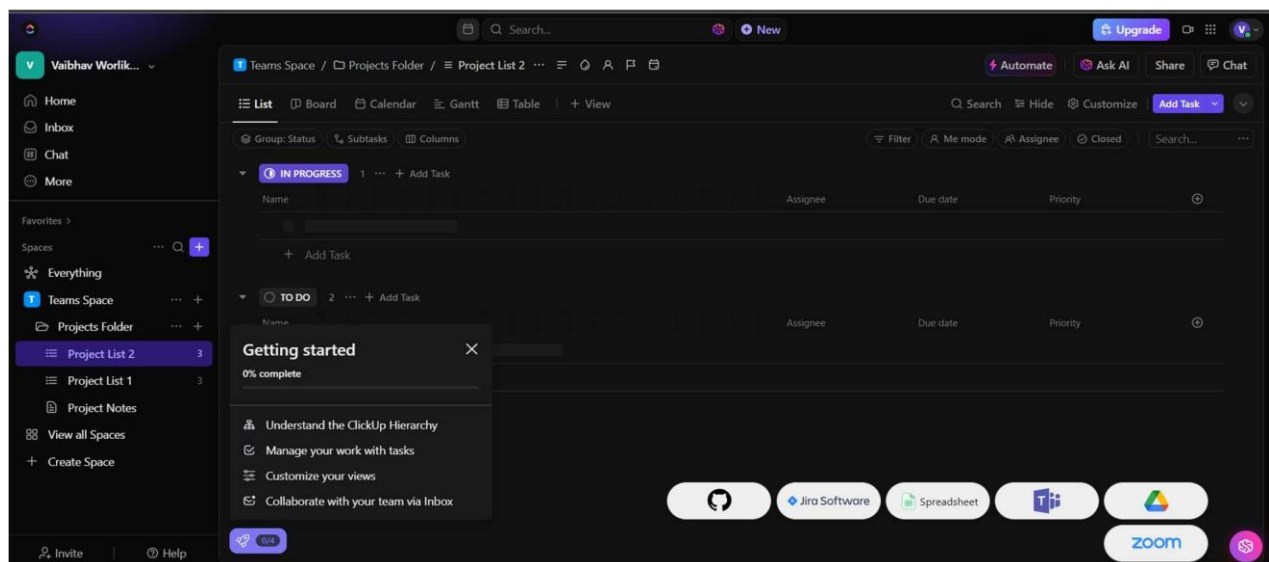 Search...
New
Upgrade
V
V
Vaibhav Worlik...
Home
Inbox
Chat
More
Favorites >
Spaces
Everything
T Teams Space
Projects Folder
Project List 2 3
Project List 1 3
Project Notes
View all Spaces
+ Create Space
Invite
Help
T Teams Space / Projects Folder / Project List 2 ...
Automate
Ask AI
Share
Chat
List Board Calendar Gantt Table + View
Search Hide Customize Add Task
Group: Status Subtasks Columns
Filter Me mode Assignee Closed Search... ...
IN PROGRESS 1 ... + Add Task
Name Assignee Due date Priority
+ Add Task
TO DO 2 ... + Add Task
Name Assignee Due date Priority
Getting started
0% complete
Understand the ClickUp Hierarchy
Manage your work with tasks
Customize your views
Collaborate with your team via Inbox
0/4
Jira Software
Spreadsheet
T
zoom